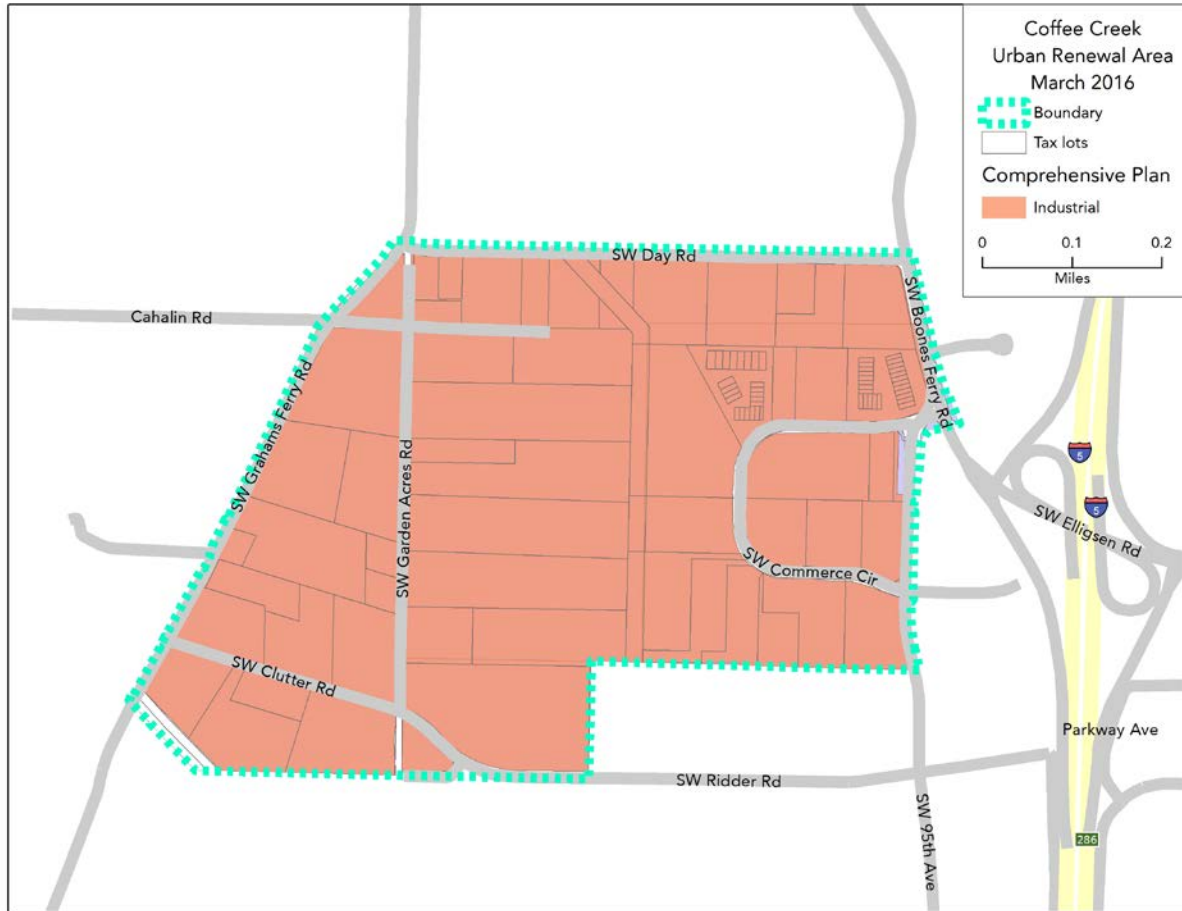 Coffee Creek
Urban Renewal Area
March 2016
Boundary
Tax lots
Comprehensive Plan
Industrial
0 0.1 0.2
Miles
SW Day Rd
SW Boones Ferry Rd
Cahalin Rd
SW Grahams Ferry Rd
SW Garden Acres Rd
5
5
SW Elligsen Rd
SW Commerce Cir
SW Clutter Rd
Parkway Ave
SW Ridder Rd
SW 95th Ave
286